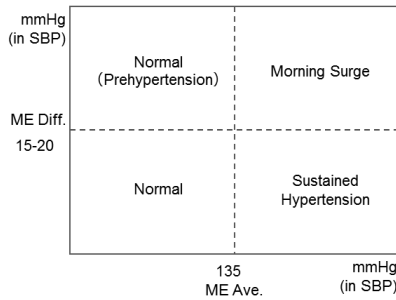 mmHg
(in SBP)
Normal
（Prehypertension）
Morning Surge
ME Diff.
15-20
Normal
Sustained
Hypertension
135
ME Ave.
mmHg
(in SBP)